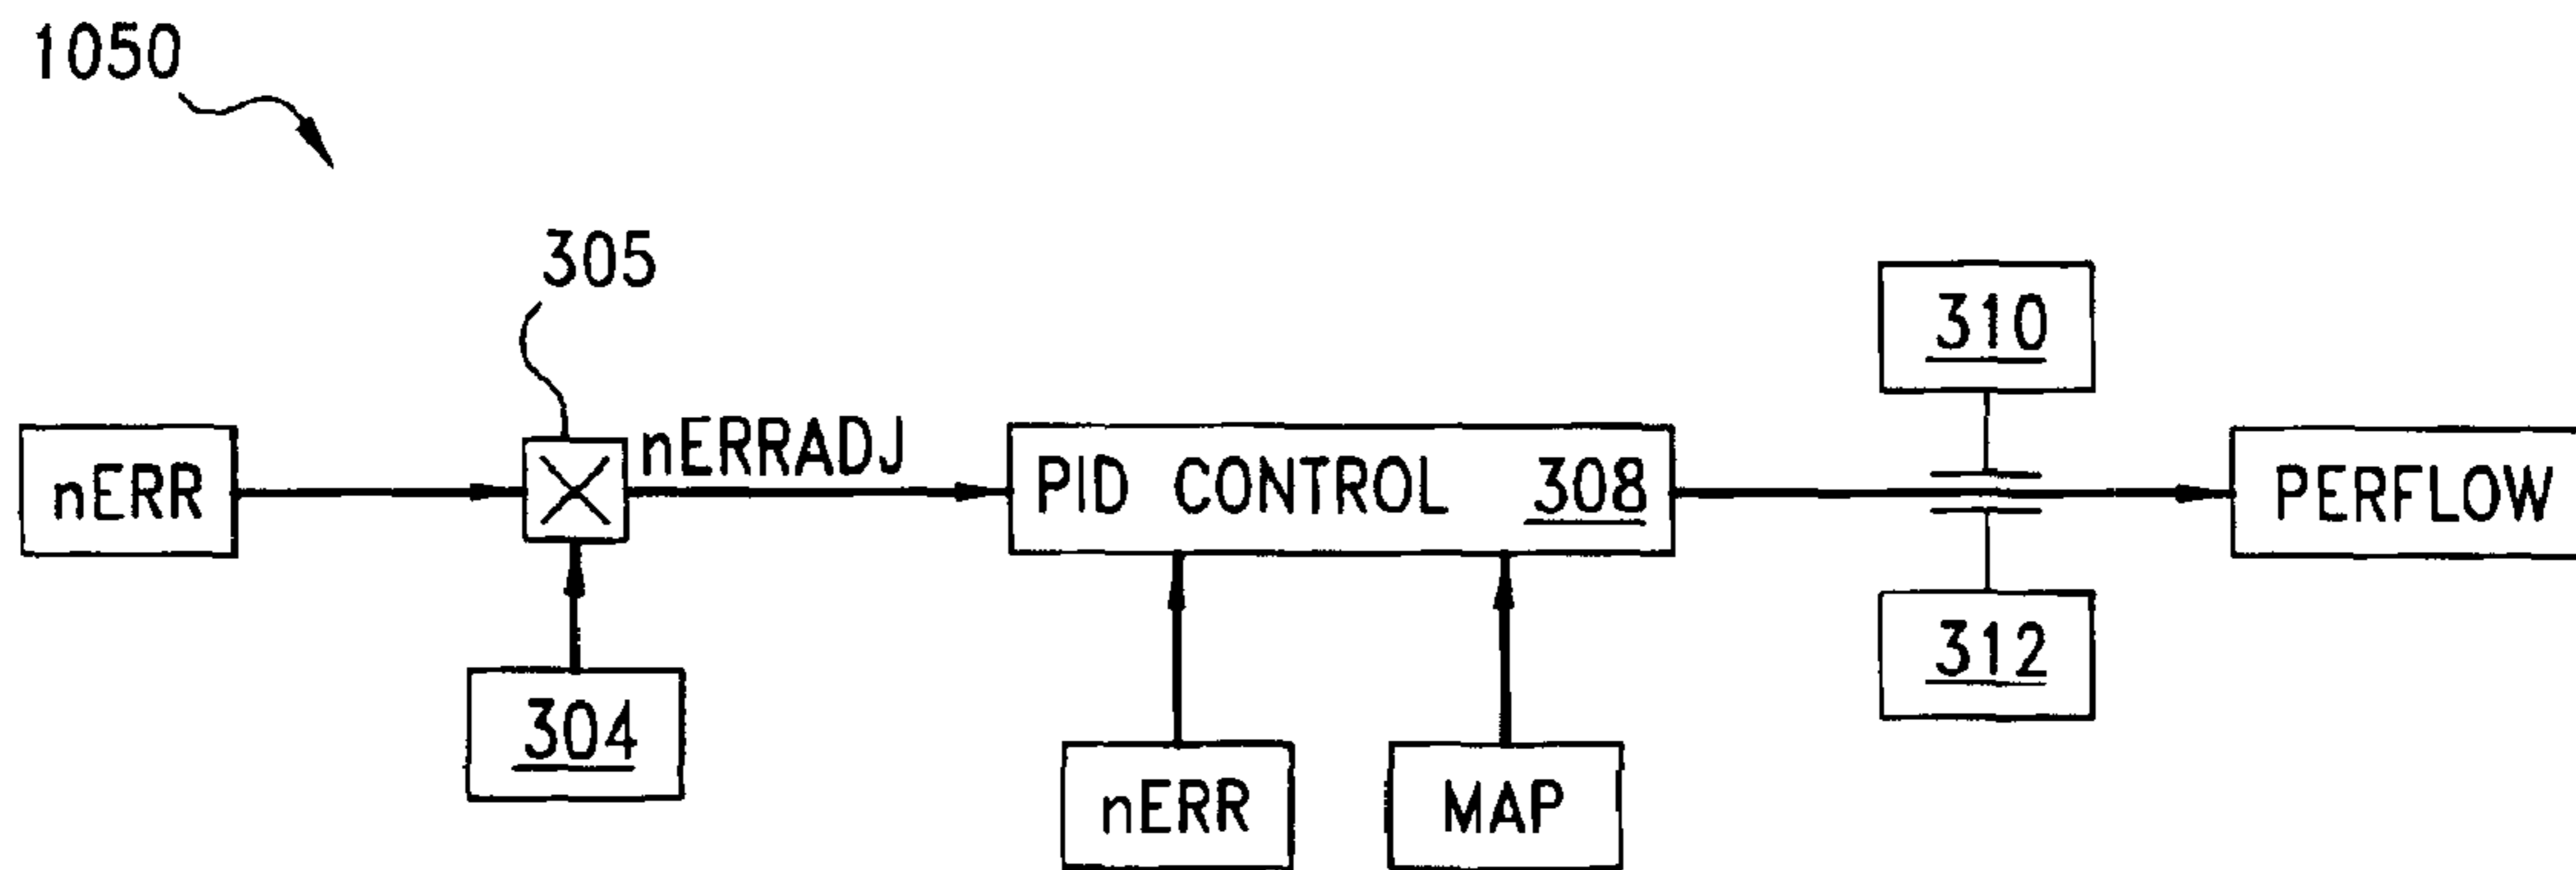 1050
305
310
nERR
nERRADJ
PID CONTROL 308
PERFLOW
304
312
nERR
MAP